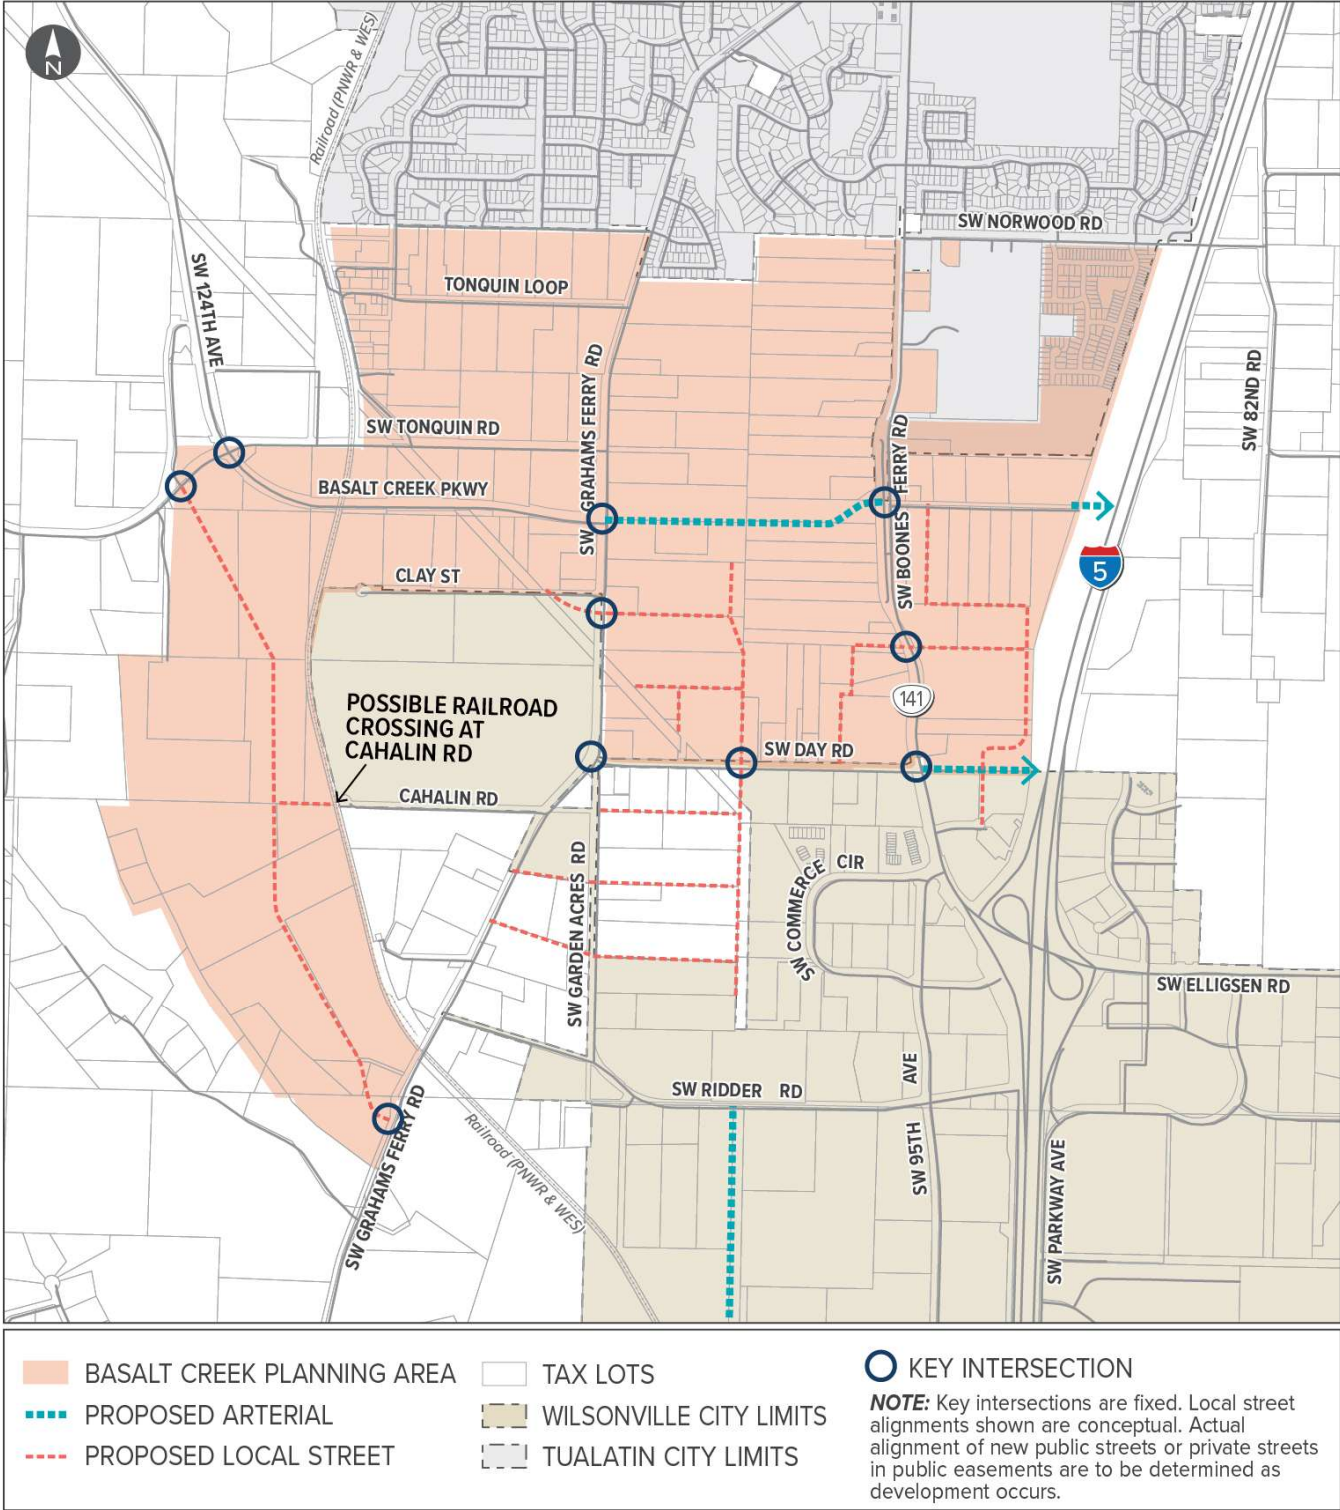 N
Railroad (PNWR & WES)
SW NORWOOD RD
SW 124TH AVE
TONQUIN LOOP
SW GRAHAMS FERRY RD
SW 82ND RD
SW TONQUIN RD
BASALT CREEK PKWY
SW BOONES FERRY RD
5
CLAY ST
141
POSSIBLE RAILROAD
CROSSING AT
CAHALIN RD
SW DAY RD
CAHALIN RD
SW GARDEN ACRES RD
SW COMMERCE CIR
SW ELLIGSEN RD
SW RIDDER RD
SW 95TH AVE
SW GRAHAMS FERRY RD
Railroad (PNWR & WES)
SW PARKWAY AVE
BASALT CREEK PLANNING AREA
PROPOSED ARTERIAL
PROPOSED LOCAL STREET
TAX LOTS
WILSONVILLE CITY LIMITS
TUALATIN CITY LIMITS
KEY INTERSECTION
NOTE: Key intersections are fixed. Local street
alignments shown are conceptual. Actual
alignment of new public streets or private streets
in public easements are to be determined as
development occurs.